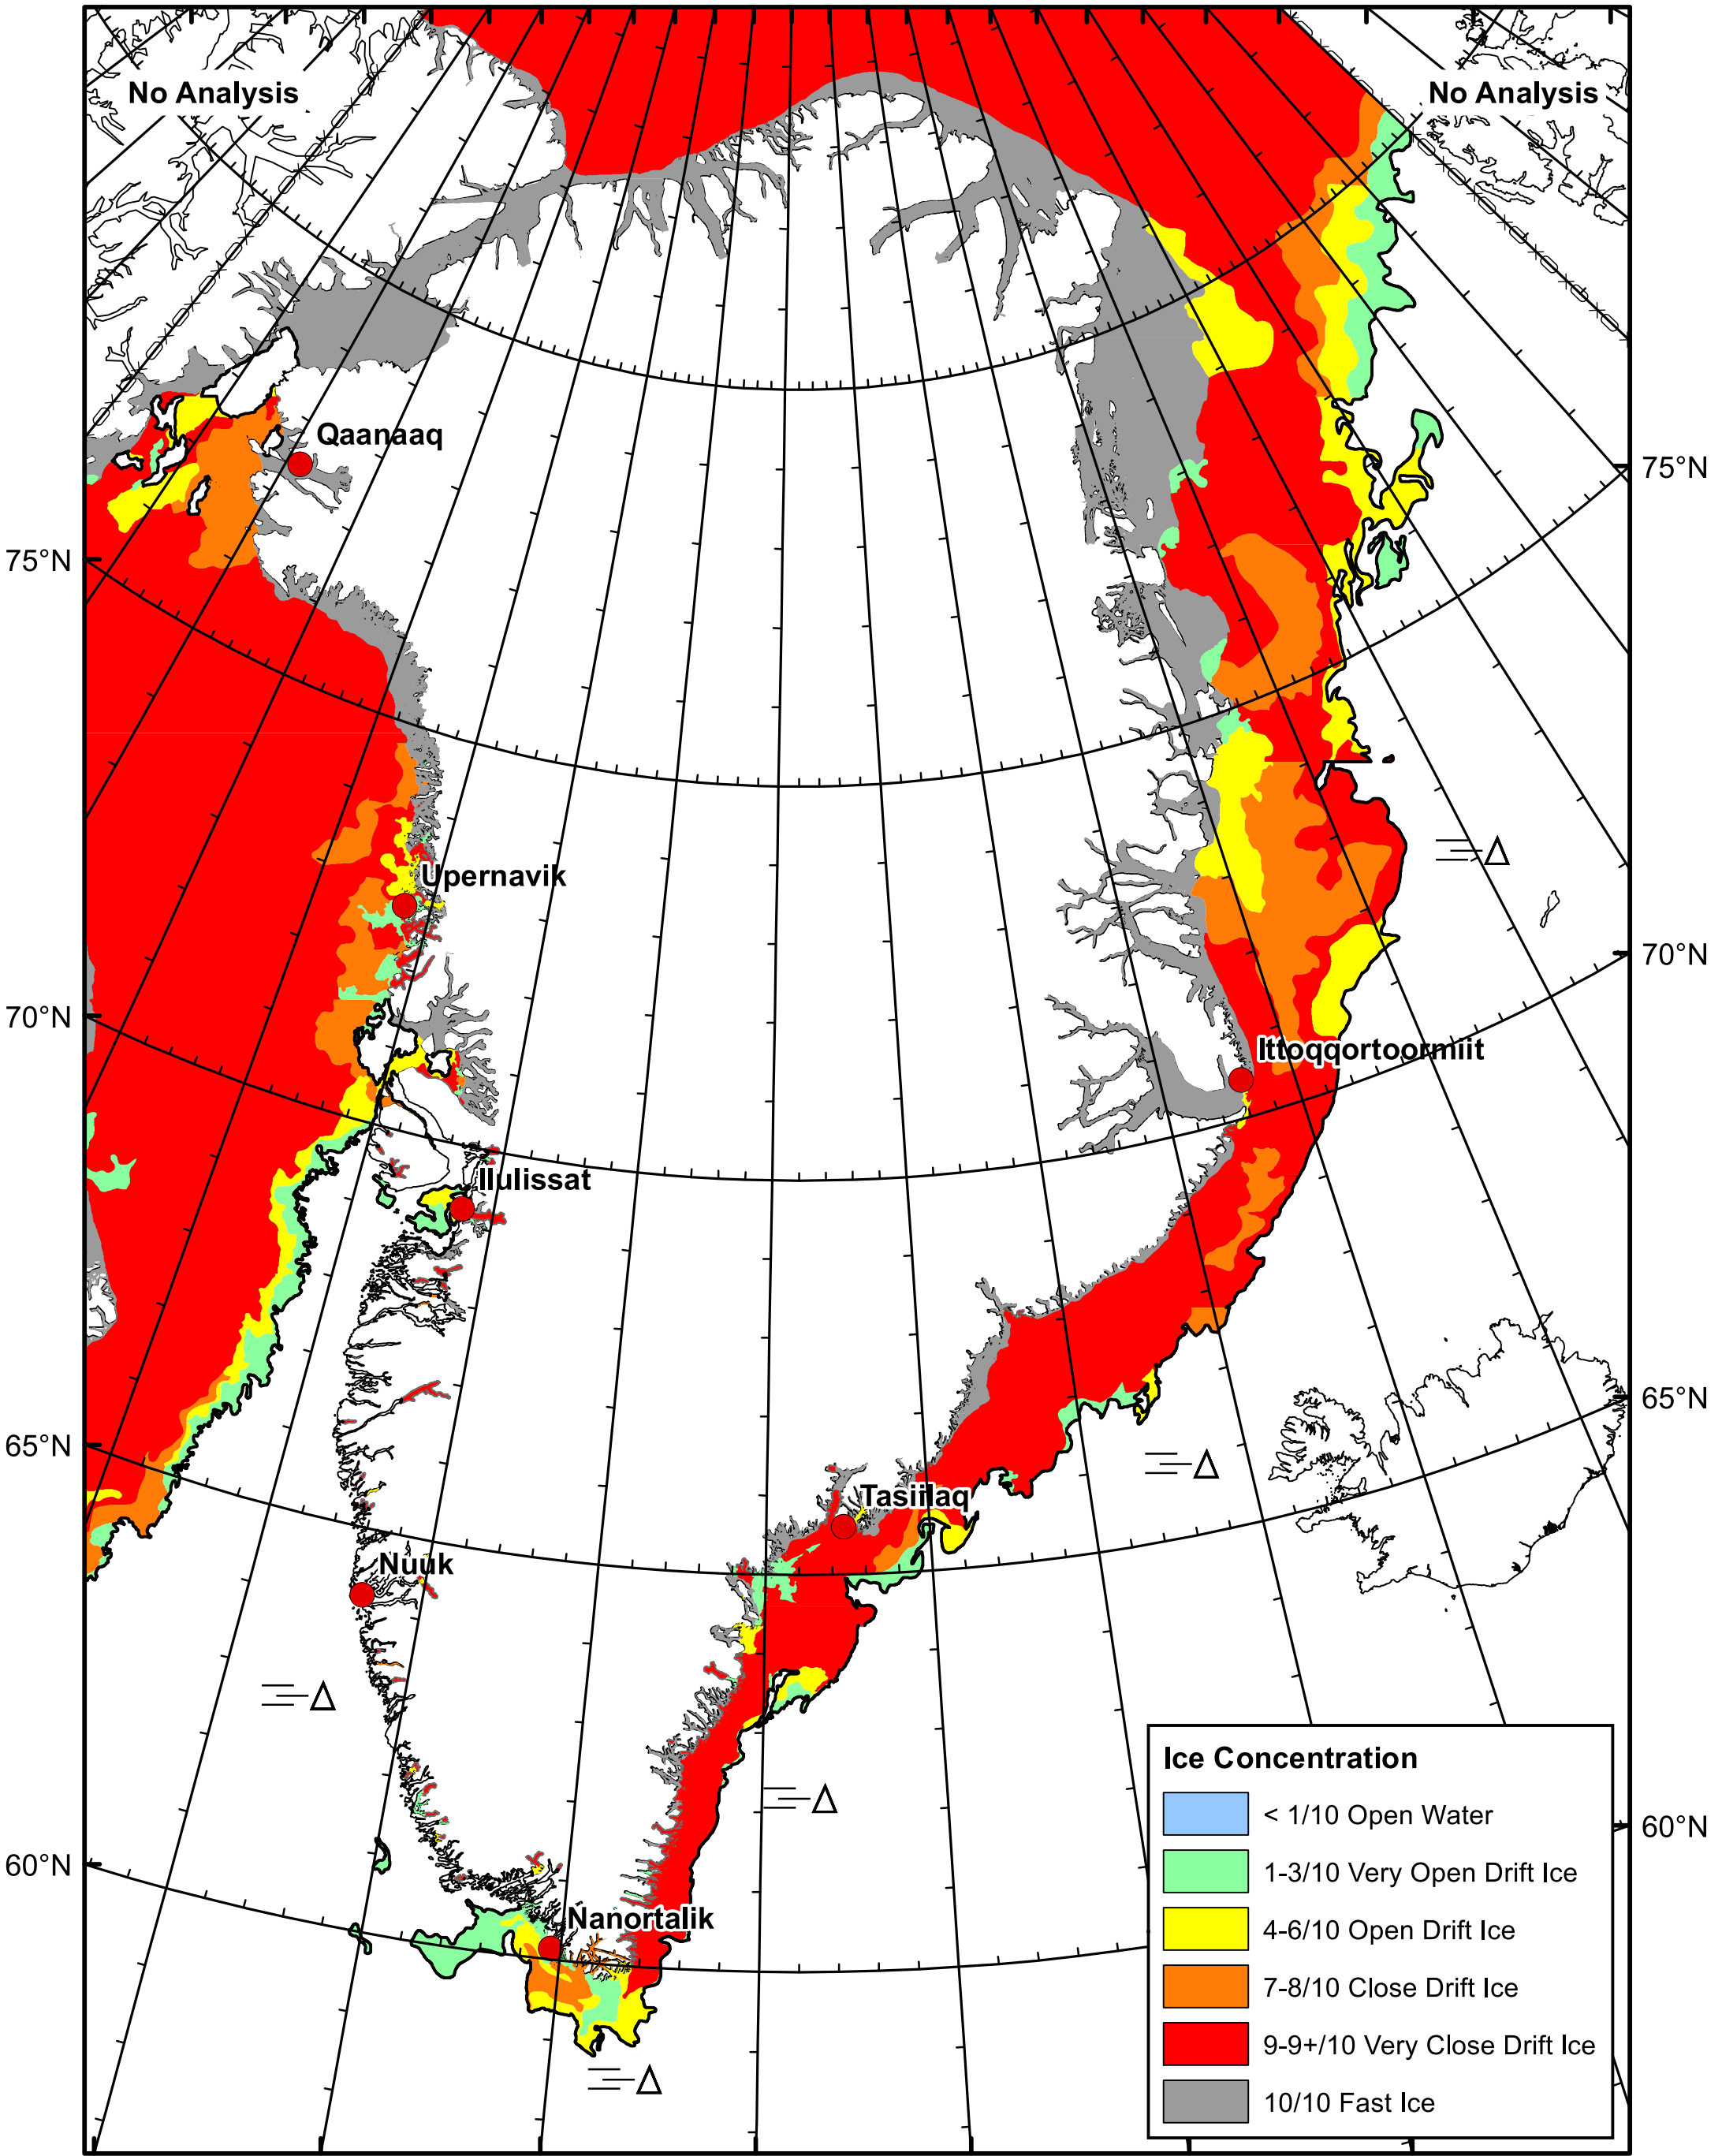 No Analysis
No Analysis
Qaanaaq
75°N
75°N
Upernavik
70°N
70°N
Ittoqqortoormiit
Ilulissat
65°N
65°N
Tasiilaq
Nuuk
Ice Concentration
< 1/10 Open Water
60°N
60°N
1-3/10 Very Open Drift Ice
Nanortalik
4-6/10 Open Drift Ice
7-8/10 Close Drift Ice
9-9+/10 Very Close Drift Ice
10/10 Fast Ice